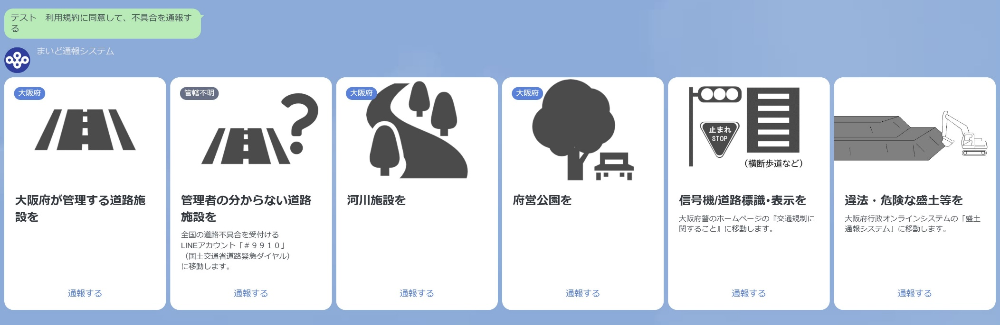 テスト　利用規約に同意して、不具合を通報す
る
まいど通報システム
大阪府
大阪府が管理する道路施
設を
通報する
管轄不明
管理者の分からない道路
施設を
全国の道路不具合を受付ける
LINEアカウント「＃９９１０」
（国土交通省道路緊急ダイヤル）
に移動します。
通報する
大阪府
河川施設を
通報する
大阪府
府営公園を
通報する
止まれ
STOP
（横断歩道など）
信号機/道路標識・表示を
大阪府警のホームページの『交通規制に
関すること』に移動します。
通報する
違法・危険な盛土等を
大阪府行政オンラインシステムの「盛土
通報システム」に移動します。
通報する